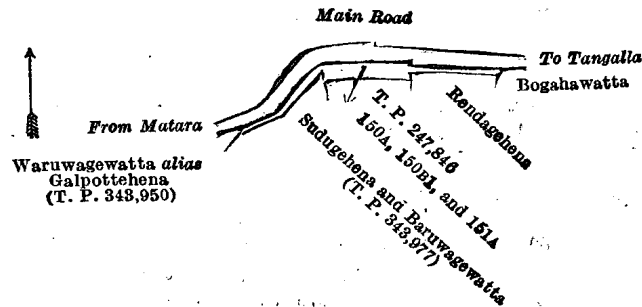 Main Road
To Tangalla
Bogahawatta
From Matara
Waruwagewatta alias
Galpottehena
(T. P. 343,950)
Rendagehena
T. P. 247,846
150A, 150B1, and 151A
Sudugehena and Baruwagewatta
(T. P. 343,977)